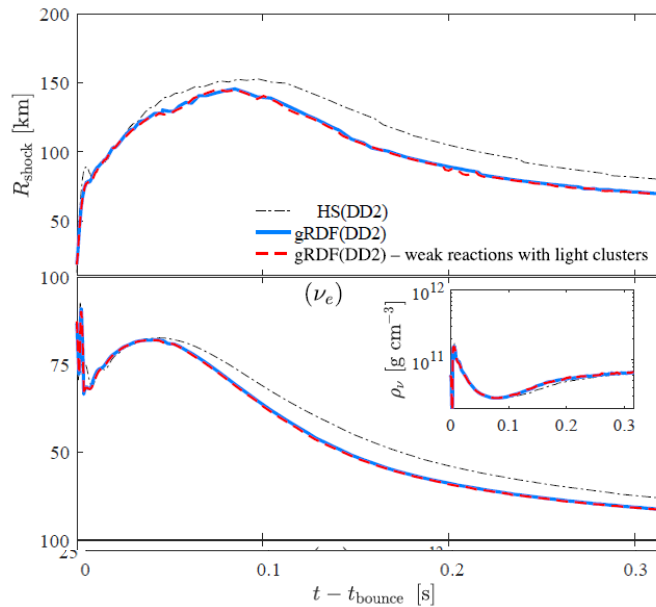 200
150
100
50
R_shock [km]
HS(DD2)
gRDF(DD2)
gRDF(DD2) – weak reactions with light clusters
100
75
50
100
25
(ν_e)
10^12
10^11
ρ_ν [g cm^−3]
0 0.1 0.2 0.3
0 0.1 0.2 0.3
t − t_bounce [s]